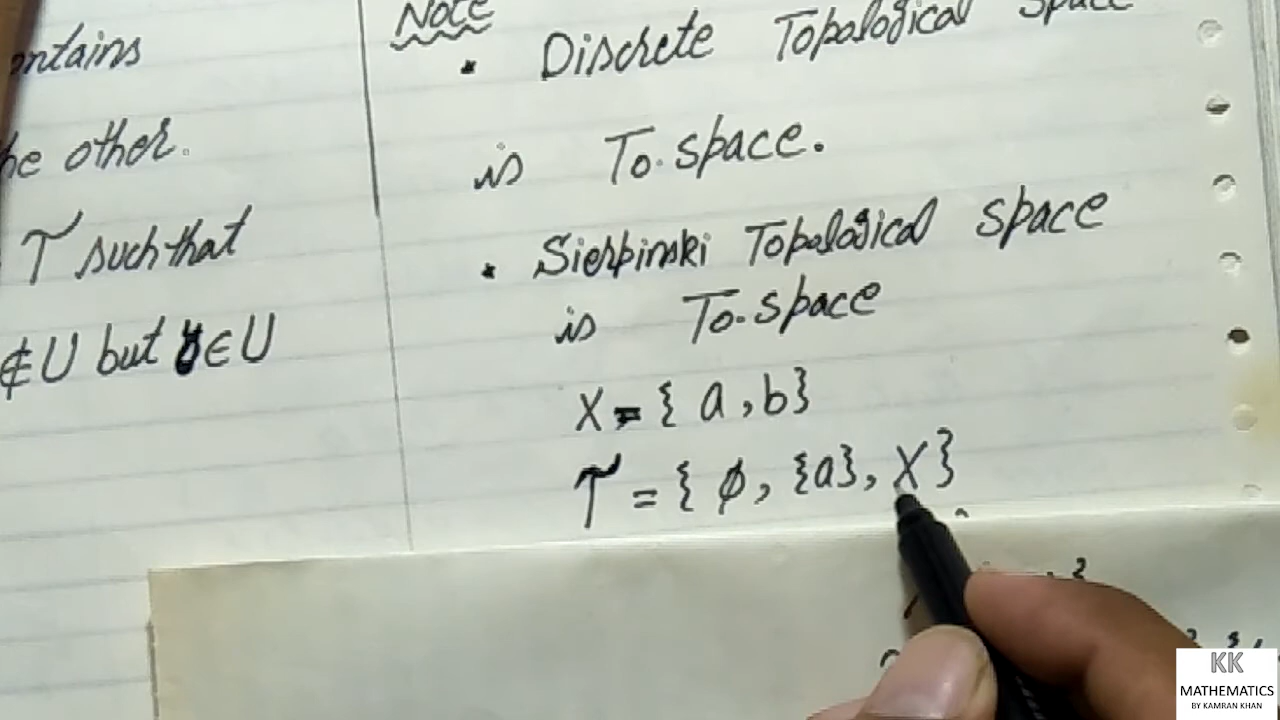 ontains
he other.
τ such that
∉ U but y ∈ U
Note
• Discrete Topological Space
is To.space.
• Sierpinski Topological space
is To.space
X = { a , b }
τ = { φ, {a}, X }
KK
MATHEMATICS
BY KAMRAN KHAN